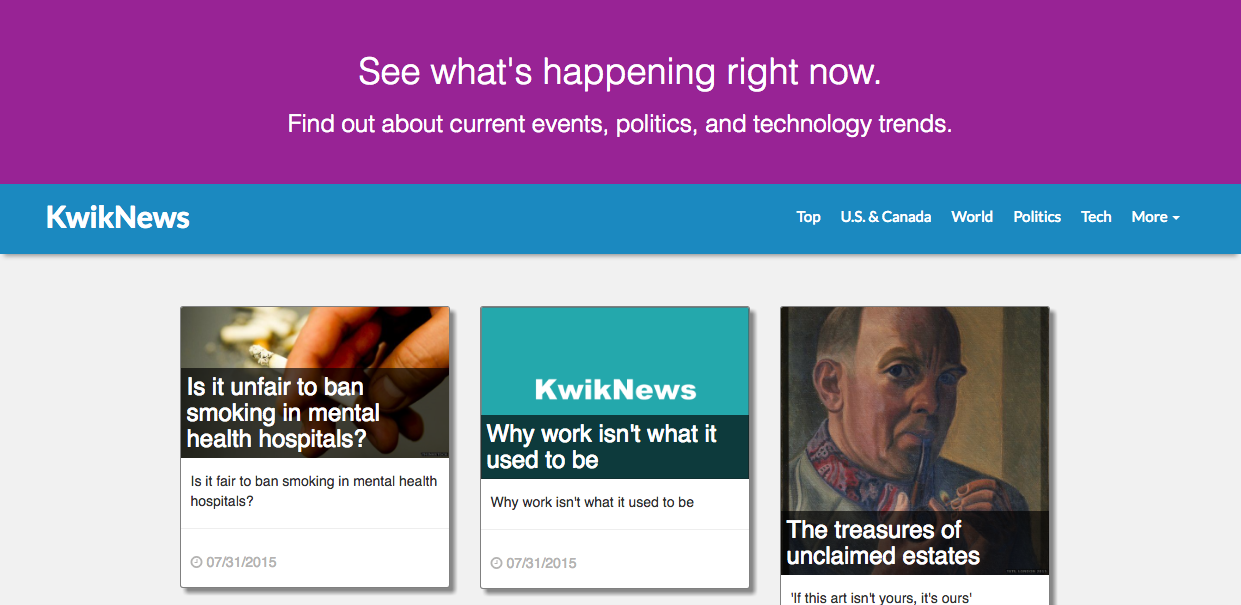 See what's happening right now.
Find out about current events, politics, and technology trends.
KwikNews
Top U.S. & Canada World Politics Tech More
Is it unfair to ban
smoking in mental
health hospitals?
Is it fair to ban smoking in mental health
hospitals?
07/31/2015
KwikNews
Why work isn't what it
used to be
Why work isn't what it used to be
07/31/2015
The treasures of
unclaimed estates
'If this art isn't yours, it's ours'